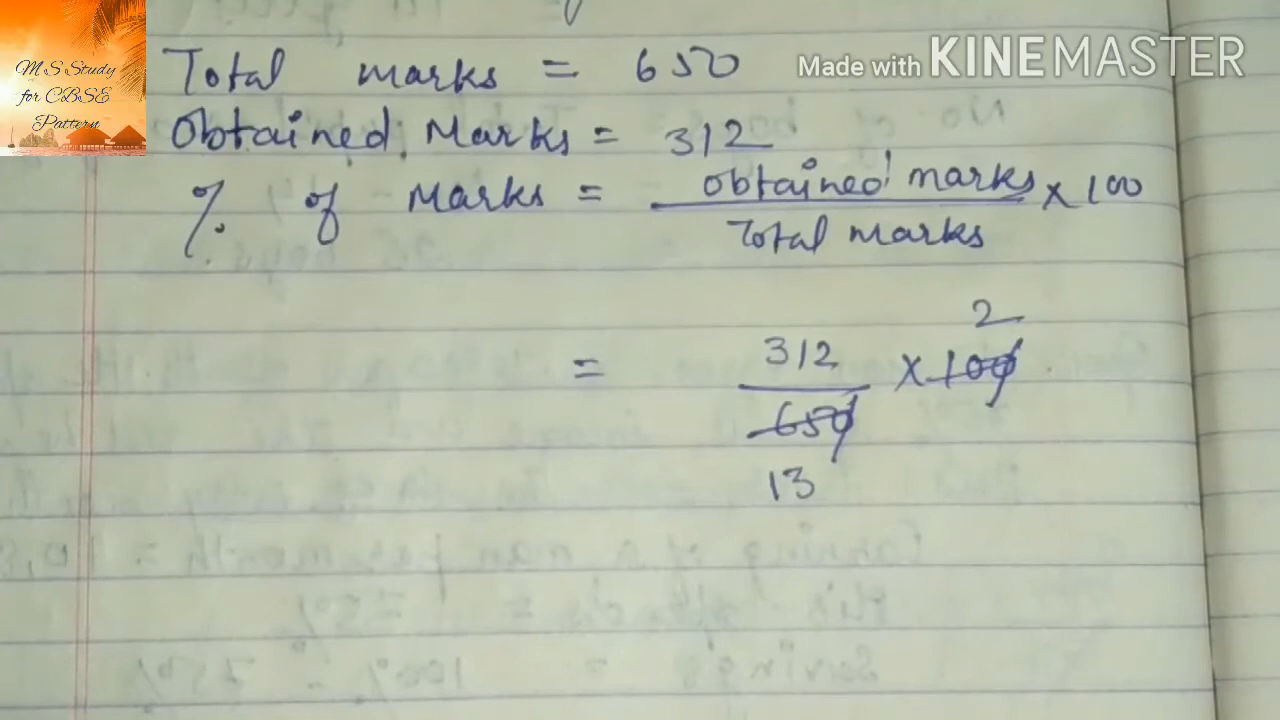 M.S Study
for CBSE
Pattern
Made with KINEMASTER
Total marks = 650
Obtained Marks = 312
% of Marks = obtained marks × 100
Total marks
2
= 312 × 100
650
13